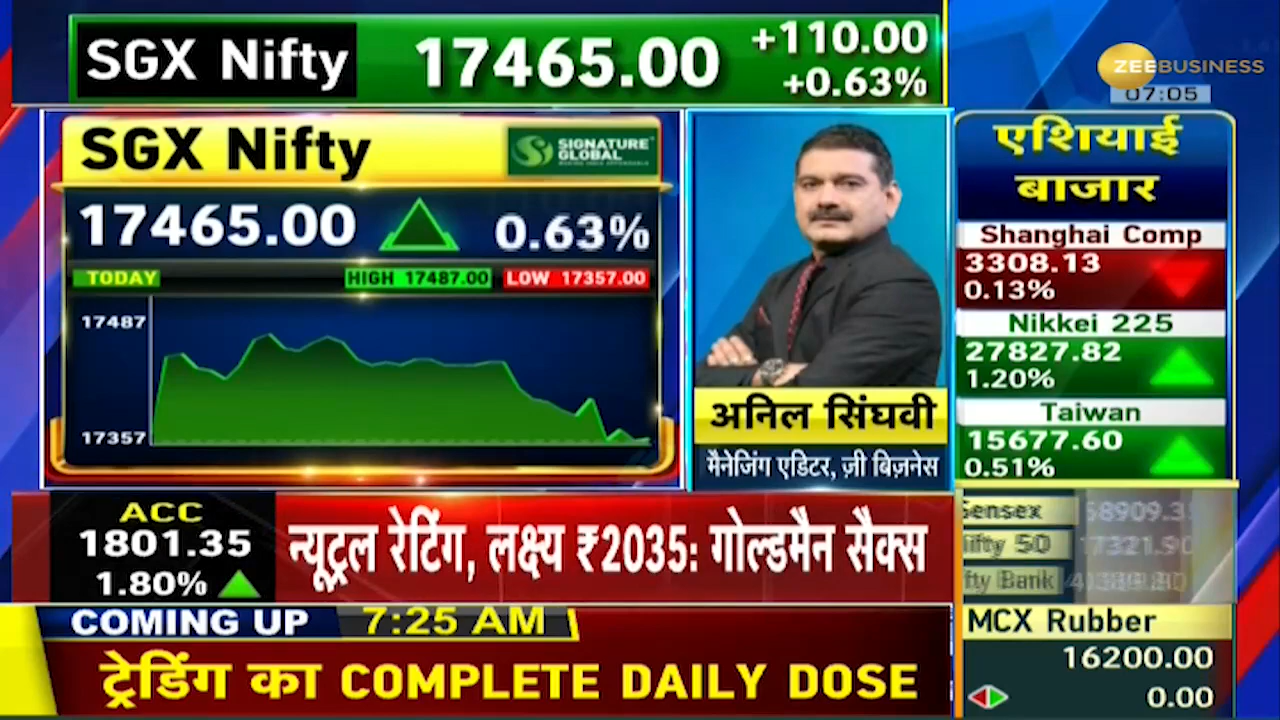 SGX Nifty
17465.00
+110.00
+0.63%
ZEEBUSINESS
07:05
SGX Nifty
SIGNATURE GLOBAL
17465.00
0.63%
TODAY
HIGH 17487.00
LOW 17357.00
17487
17357
अनिल सिंघवी
मैनेजिंग एडिटर, ज़ी बिज़नेस
एशियाई
बाजार
Shanghai Comp
3308.13
0.13%
Nikkei 225
27827.82
1.20%
Taiwan
15677.60
0.51%
ACC
1801.35
1.80%
न्यूट्रल रेटिंग, लक्ष्य ₹2035: गोल्डमैन सैक्स
Sensex
MCX Rubber
16200.00
0.00
COMING UP
7:25 AM
ट्रेडिंग का COMPLETE DAILY DOSE